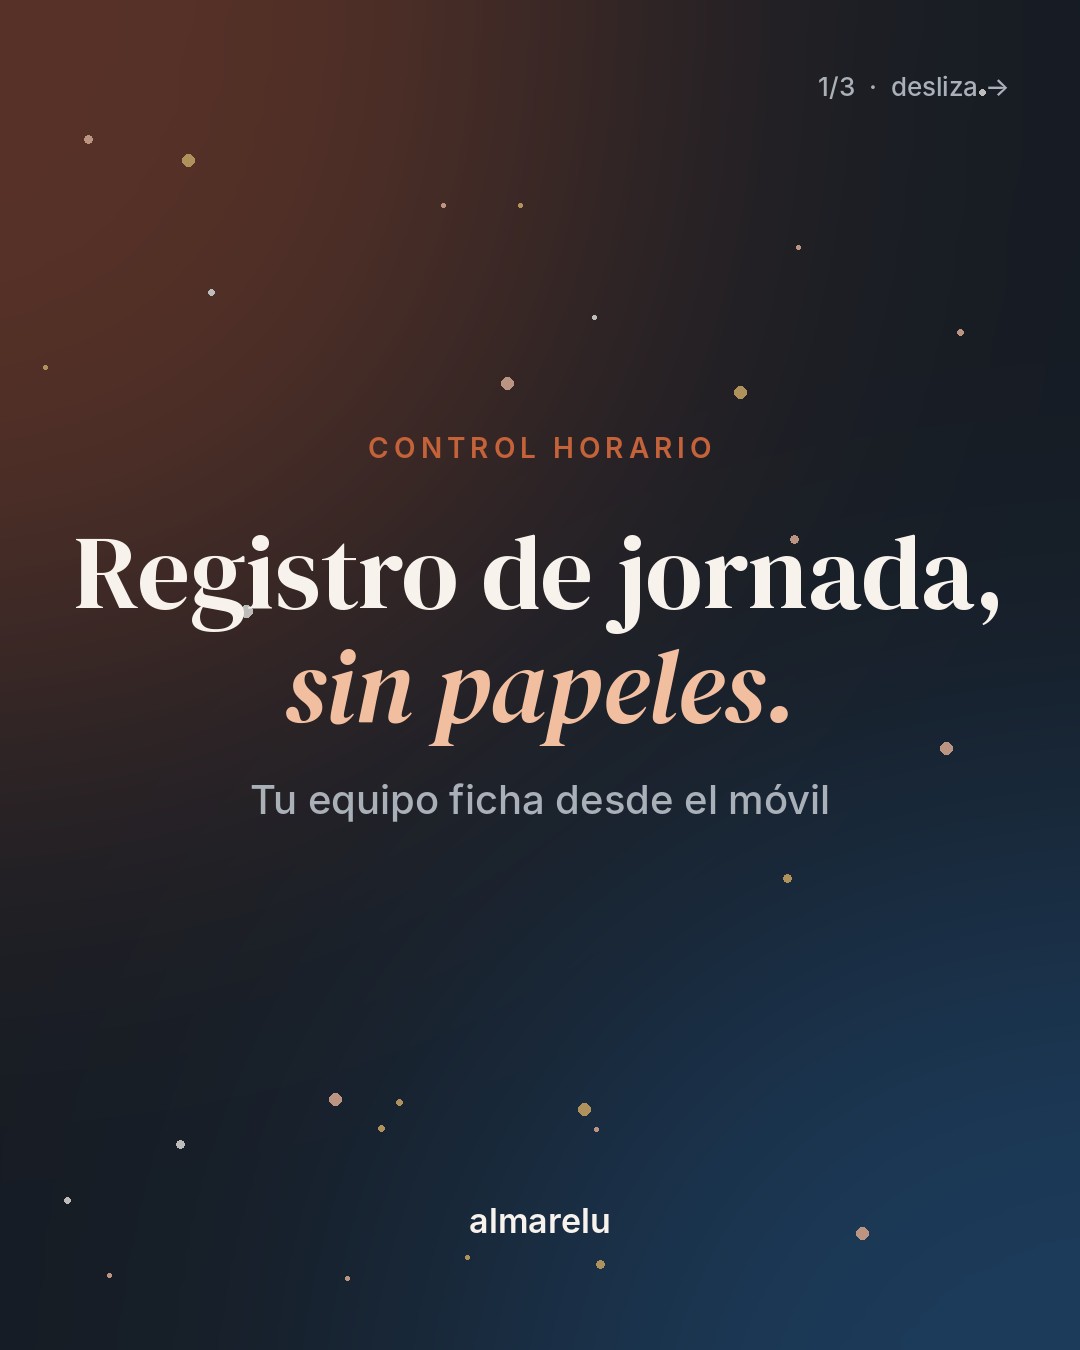 1/3 · desliza →
CONTROL HORARIO
Registro de jornada,
sin papeles.
Tu equipo ficha desde el móvil
almarelu